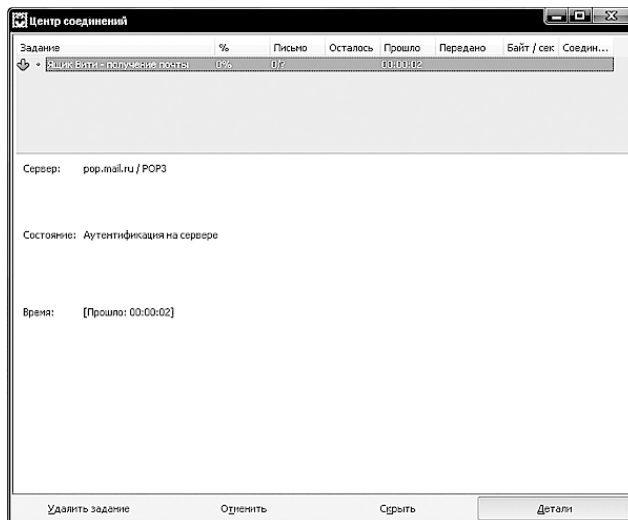 Центр соединений
Задание % Письмо Осталось Прошло Передано Байт / сек Соедин...
Ящик Вити - получение почты 0% 0/? 00:00:02
Сервер: pop.mail.ru / POP3
Состояние: Аутентификация на сервере
Время: [Прошло: 00:00:02]
Удалить задание Отменить Скрыть Детали